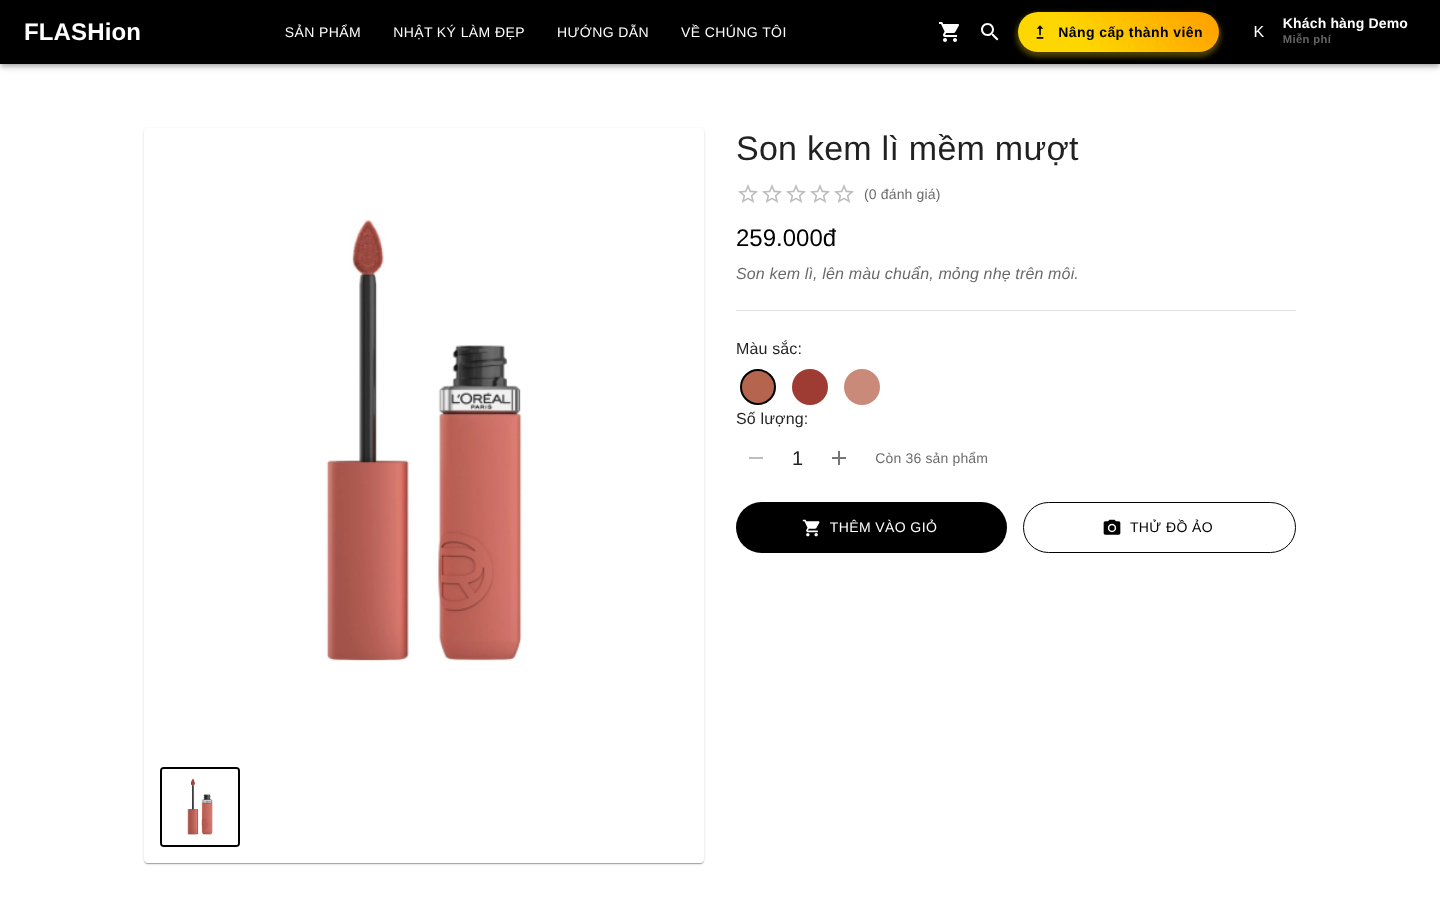 FLASHion
SẢN PHẨM
NHẬT KÝ LÀM ĐẸP
HƯỚNG DẪN
VỀ CHÚNG TÔI
Nâng cấp thành viên
K
Khách hàng Demo
Miễn phí
L'ORÉAL
PARIS
Son kem lì mềm mượt
(0 đánh giá)
259.000đ
Son kem lì, lên màu chuẩn, mỏng nhẹ trên môi.
Màu sắc:
Số lượng:
1
Còn 36 sản phẩm
THÊM VÀO GIỎ
THỬ ĐỒ ẢO